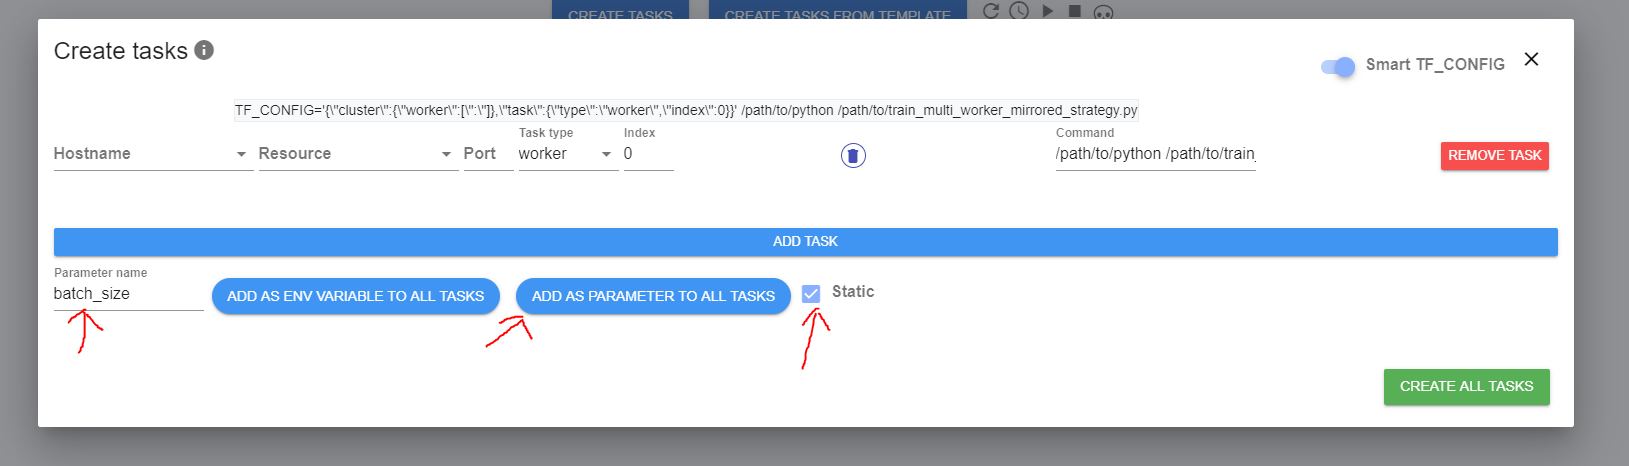 CREATE TASKS CREATE TASKS FROM TEMPLATE
Create tasks
Smart TF_CONFIG
TF_CONFIG='{\"cluster\":{\"worker\":[\":\"]},\"task\":{\"type\":\"worker\",\"index\":0}}' /path/to/python /path/to/train_multi_worker_mirrored_strategy.py
Task type Index Command
Hostname Resource Port worker 0 /path/to/python /path/to/train_ REMOVE TASK
ADD TASK
Parameter name
batch_size ADD AS ENV VARIABLE TO ALL TASKS ADD AS PARAMETER TO ALL TASKS Static
CREATE ALL TASKS